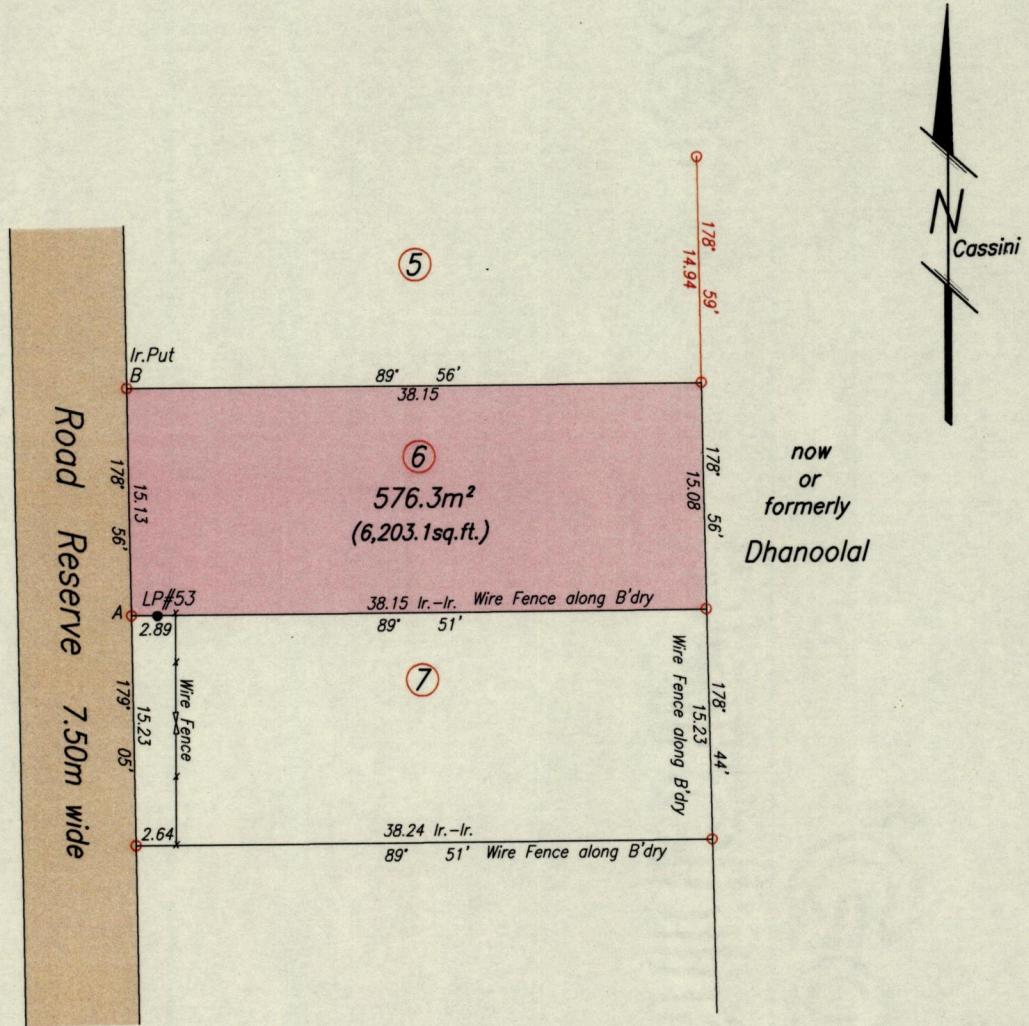 N
Cassini
178° 59'
14.94
5
Ir.Put
B
89° 56'
38.15
Road Reserve 7.50m wide
178° 56'
15.13
6
576.3m²
(6,203.1sq.ft.)
178° 56'
15.08
now
or
formerly
Dhanoolal
LP#53
A
2.89
38.15 Ir.-Ir. Wire Fence along B'dry
89° 51'
7
179° 05'
15.23
Wire Fence
Wire Fence along B'dry
178° 44'
15.23
2.64
38.24 Ir.-Ir.
89° 51' Wire Fence along B'dry